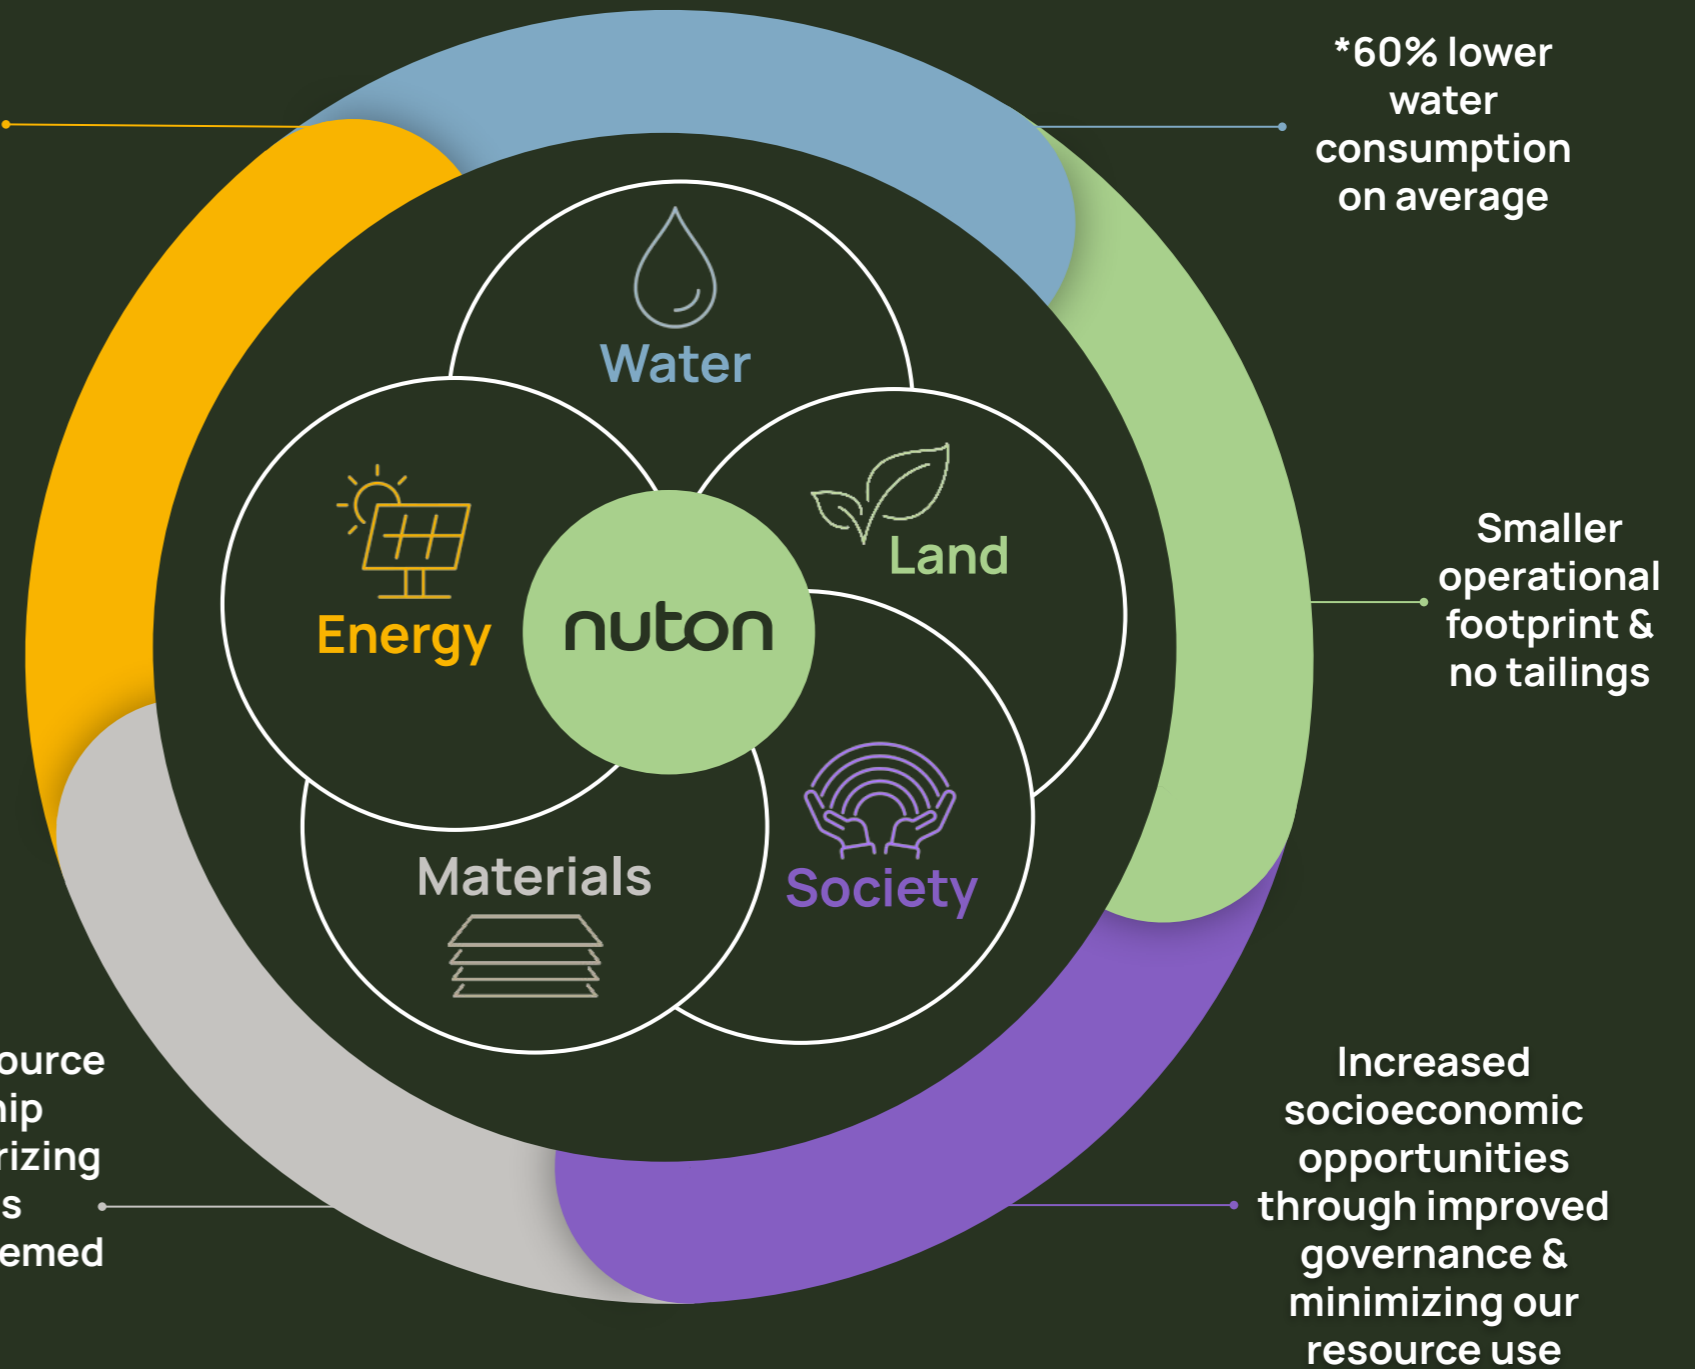 *60% lower
water
consumption
on average
Water
Land
Energy
nuton
Smaller
operational
footprint &
no tailings
Materials
Society
Increased
socioeconomic
opportunities
through improved
governance &
minimizing our
resource use